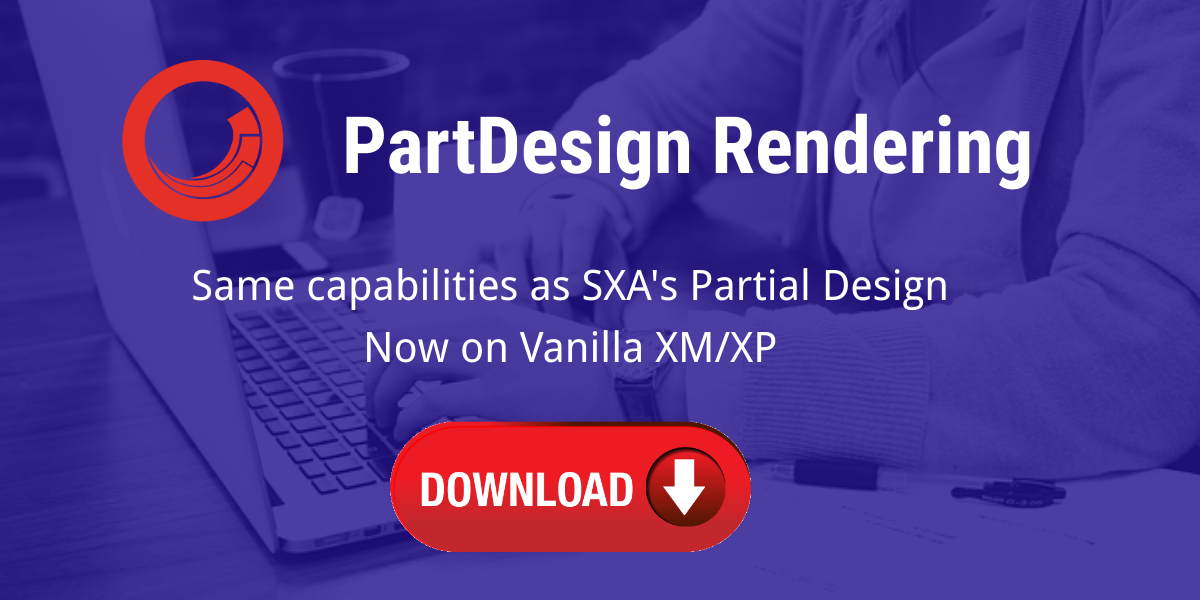 PartDesign Rendering
Same capabilities as SXA's Partial Design
Now on Vanilla XM/XP
DOWNLOAD